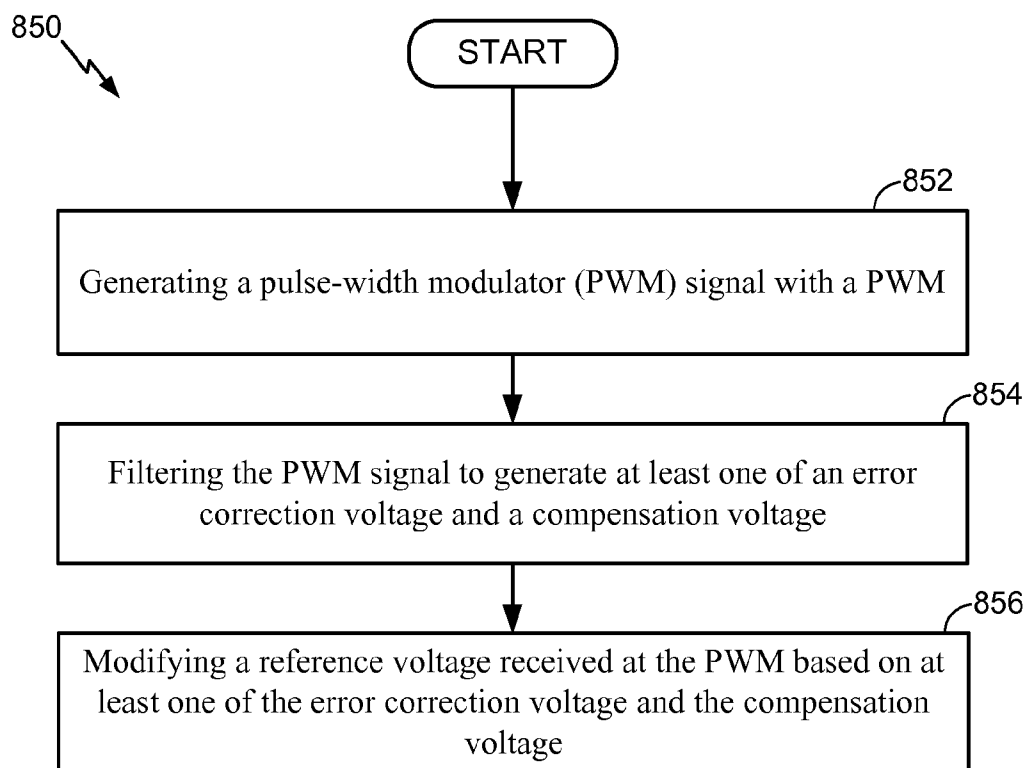 850
START
852
Generating a pulse-width modulator (PWM) signal with a PWM
854
Filtering the PWM signal to generate at least one of an error
correction voltage and a compensation voltage
856
Modifying a reference voltage received at the PWM based on at
least one of the error correction voltage and the compensation
voltage